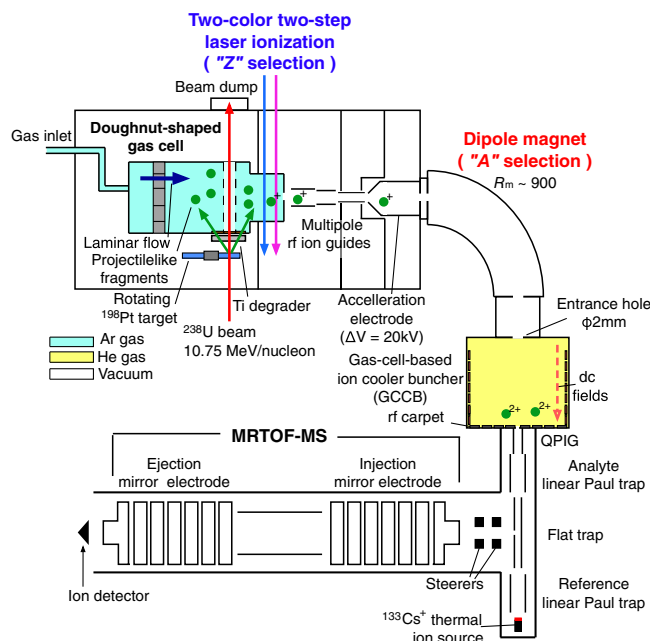 Two-color two-step
laser ionization
( "Z" selection )
Beam dump
Gas inlet
Doughnut-shaped
gas cell
Dipole magnet
( "A" selection )
Rm ~ 900
+
+
+
Multipole
rf ion guides
Laminar flow
Projectilelike
fragments
Rotating
198Pt target
Ti degrader
238U beam
10.75 MeV/nucleon
Accelleration
electrode
(ΔV = 20kV)
Entrance hole
ϕ2mm
Ar gas
He gas
Vacuum
Gas-cell-based
ion cooler buncher
(GCCB)
rf carpet
dc
fields
2+
2+
QPIG
MRTOF-MS
Ejection
mirror electrode
Injection
mirror electrode
Analyte
linear Paul trap
Flat trap
Steerers
Reference
linear Paul trap
Ion detector
133Cs+ thermal
ion source